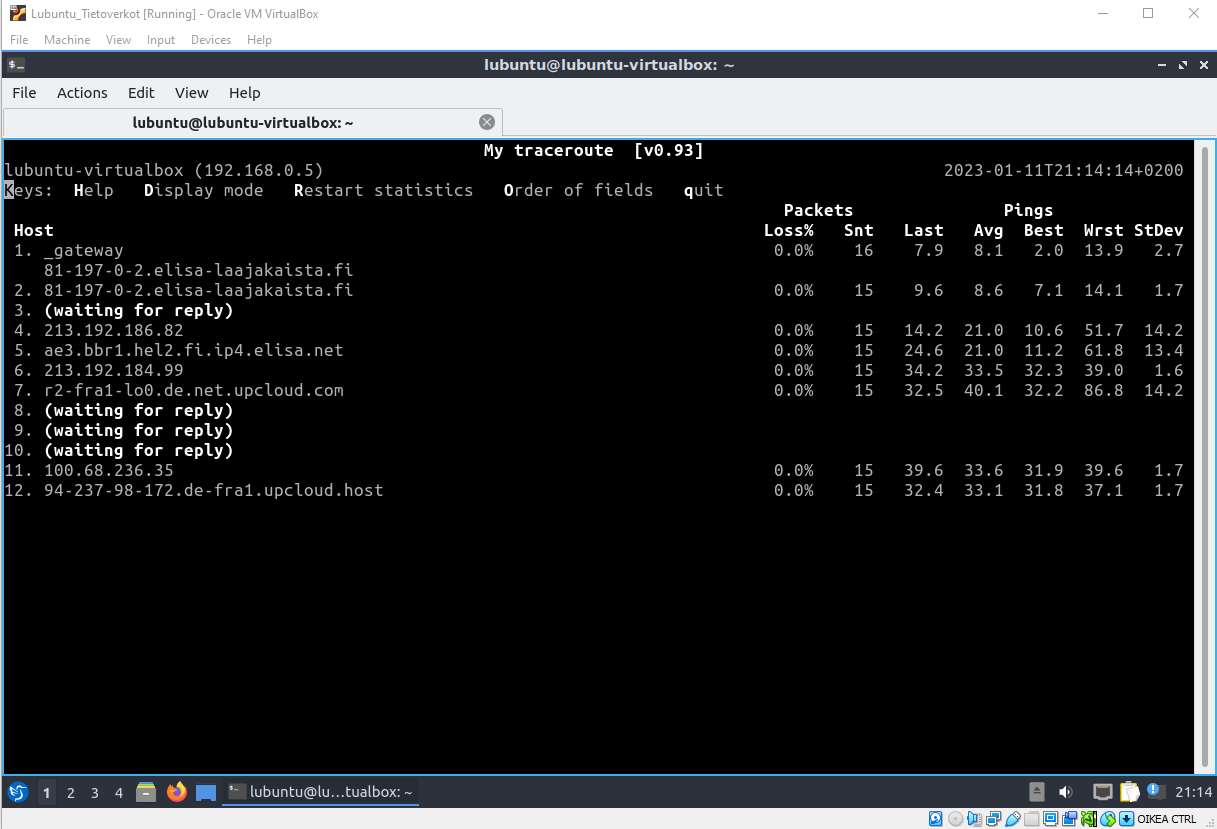 Lubuntu_Tietoverkot [Running] - Oracle VM VirtualBox
File Machine View Input Devices Help
lubuntu@lubuntu-virtualbox: ~
File Actions Edit View Help
lubuntu@lubuntu-virtualbox: ~
My traceroute [v0.93]
lubuntu-virtualbox (192.168.0.5) 2023-01-11T21:14:14+0200
Keys: Help Display mode Restart statistics Order of fields quit
Packets Pings
Host Loss% Snt Last Avg Best Wrst StDev
1. _gateway 0.0% 16 7.9 8.1 2.0 13.9 2.7
81-197-0-2.elisa-laajakaista.fi
2. 81-197-0-2.elisa-laajakaista.fi 0.0% 15 9.6 8.6 7.1 14.1 1.7
3. (waiting for reply)
4. 213.192.186.82 0.0% 15 14.2 21.0 10.6 51.7 14.2
5. ae3.bbr1.hel2.fi.ip4.elisa.net 0.0% 15 24.6 21.0 11.2 61.8 13.4
6. 213.192.184.99 0.0% 15 34.2 33.5 32.3 39.0 1.6
7. r2-fra1-lo0.de.net.upcloud.com 0.0% 15 32.5 40.1 32.2 86.8 14.2
8. (waiting for reply)
9. (waiting for reply)
10. (waiting for reply)
11. 100.68.236.35 0.0% 15 39.6 33.6 31.9 39.6 1.7
12. 94-237-98-172.de-fra1.upcloud.host 0.0% 15 32.4 33.1 31.8 37.1 1.7
1 2 3 4 lubuntu@lu...tualbox: ~ 21:14
OIKEA CTRL